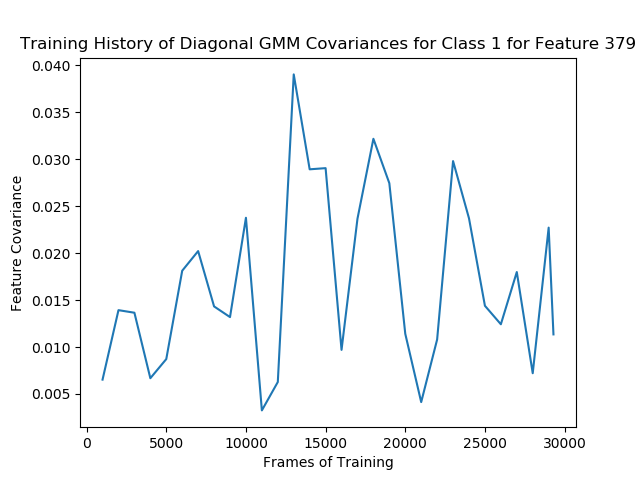 Training History of Diagonal GMM Covariances for Class 1 for Feature 379
0.040
0.035
0.030
0.025
0.020
0.015
0.010
0.005
Feature Covariance
0 5000 10000 15000 20000 25000 30000
Frames of Training